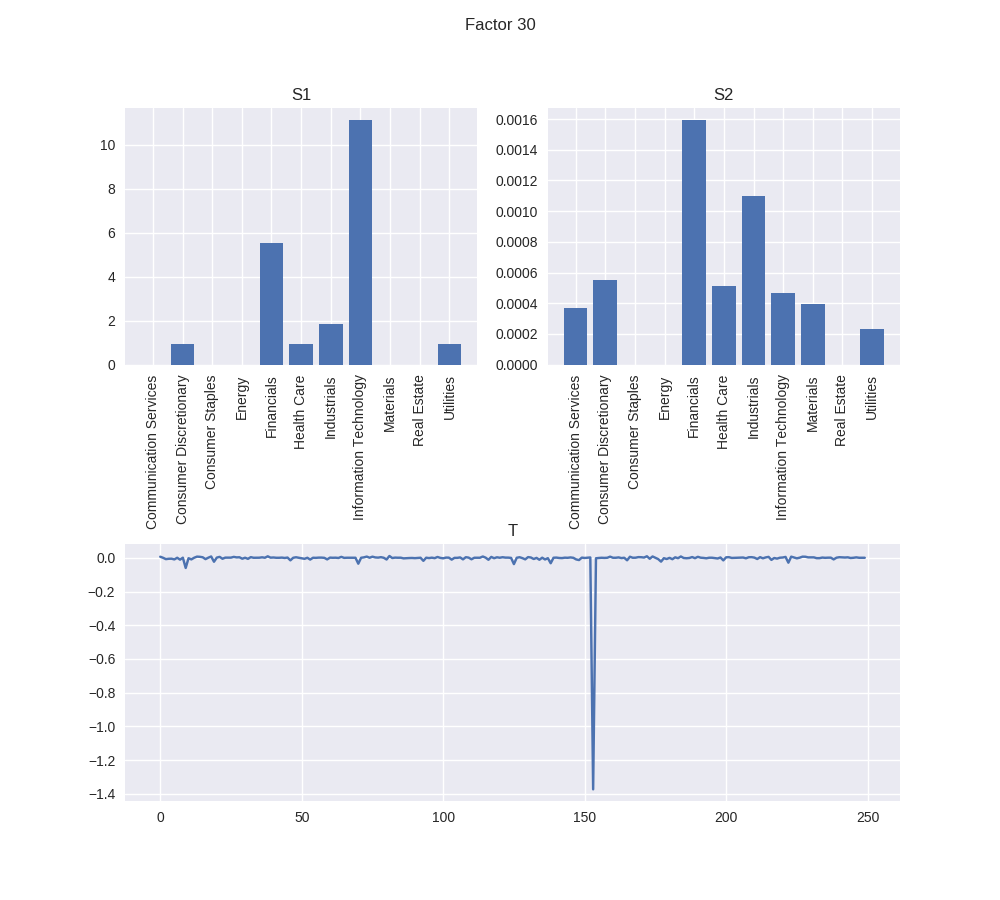 Factor 30
S1
10
8
6
4
2
0
Communication Services
Consumer Discretionary
Consumer Staples
Energy
Financials
Health Care
Industrials
Information Technology
Materials
Real Estate
Utilities
S2
0.0016
0.0014
0.0012
0.0010
0.0008
0.0006
0.0004
0.0002
0.0000
Communication Services
Consumer Discretionary
Consumer Staples
Energy
Financials
Health Care
Industrials
Information Technology
Materials
Real Estate
Utilities
T
0.0
−0.2
−0.4
−0.6
−0.8
−1.0
−1.2
−1.4
0 50 100 150 200 250